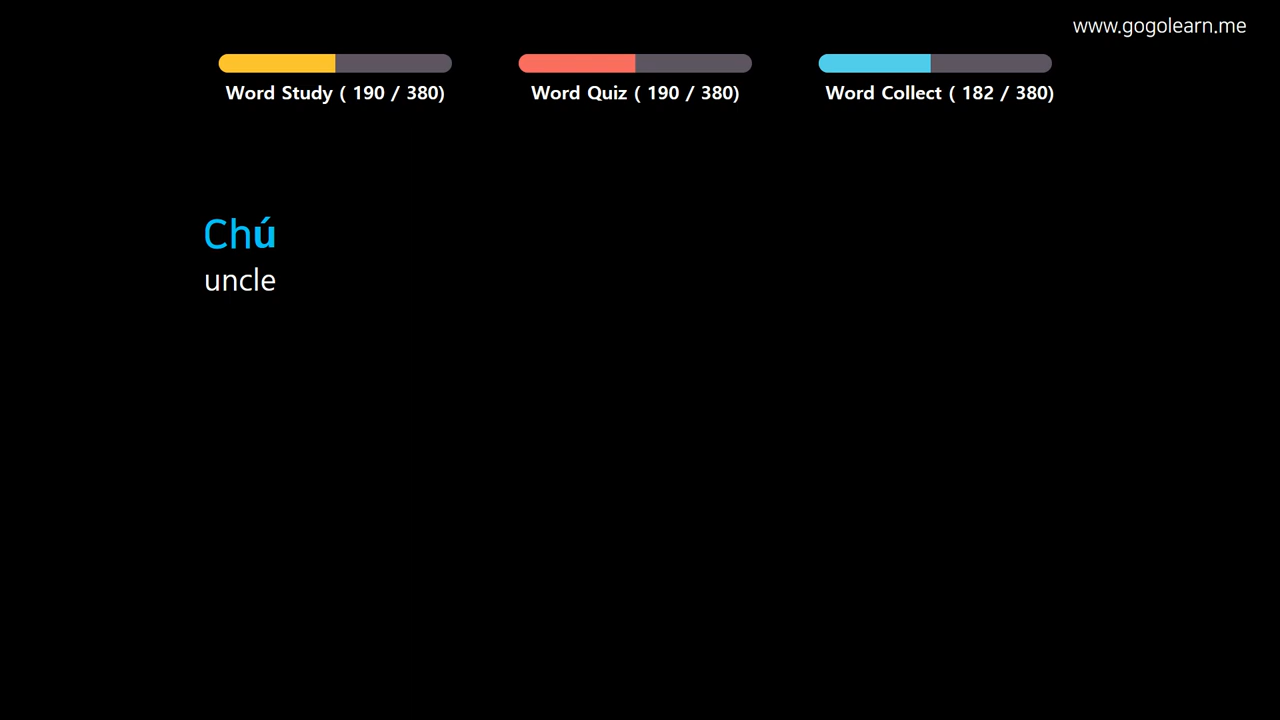 www.gogolearn.me
Word Study ( 190 / 380)
Word Quiz ( 190 / 380)
Word Collect ( 182 / 380)
Chú
uncle